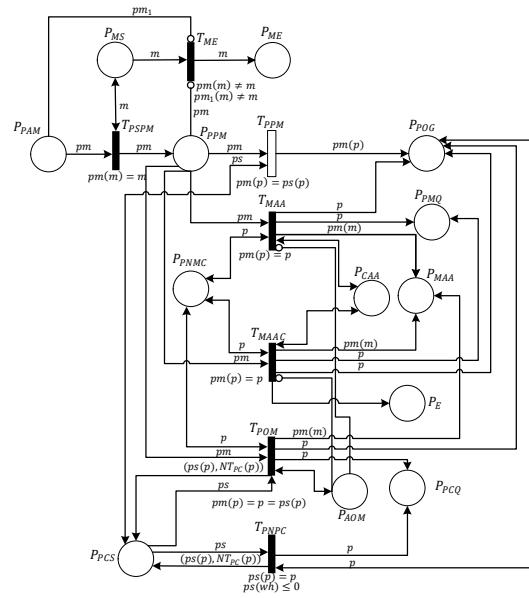 pm₁
P_MS
T_ME
P_ME
m
m
m
pm(m) ≠ m
pm₁(m) ≠ m
pm
P_PAM
T_PSPM
P_PPM
T_PPM
P_POG
pm
pm
pm
pm(p)
ps
pm(m) = m
pm(p) = ps(p)
T_MAA
p
P_PMQ
pm
p
p
pm(m)
pm(p) = p
P_PNMC
P_CAA
P_MAA
T_MAAC
p
pm(m)
pm
p
p
pm(p) = p
P_E
T_POM
pm(m)
p
p
pm
p
(ps(p), NT_PC(p))
ps
pm(p) = p = ps(p)
P_PCQ
P_AOM
T_PNPC
P_PCS
ps
p
(ps(p), NT_PC(p))
p
ps(p) = p
ps(wh) ≤ 0